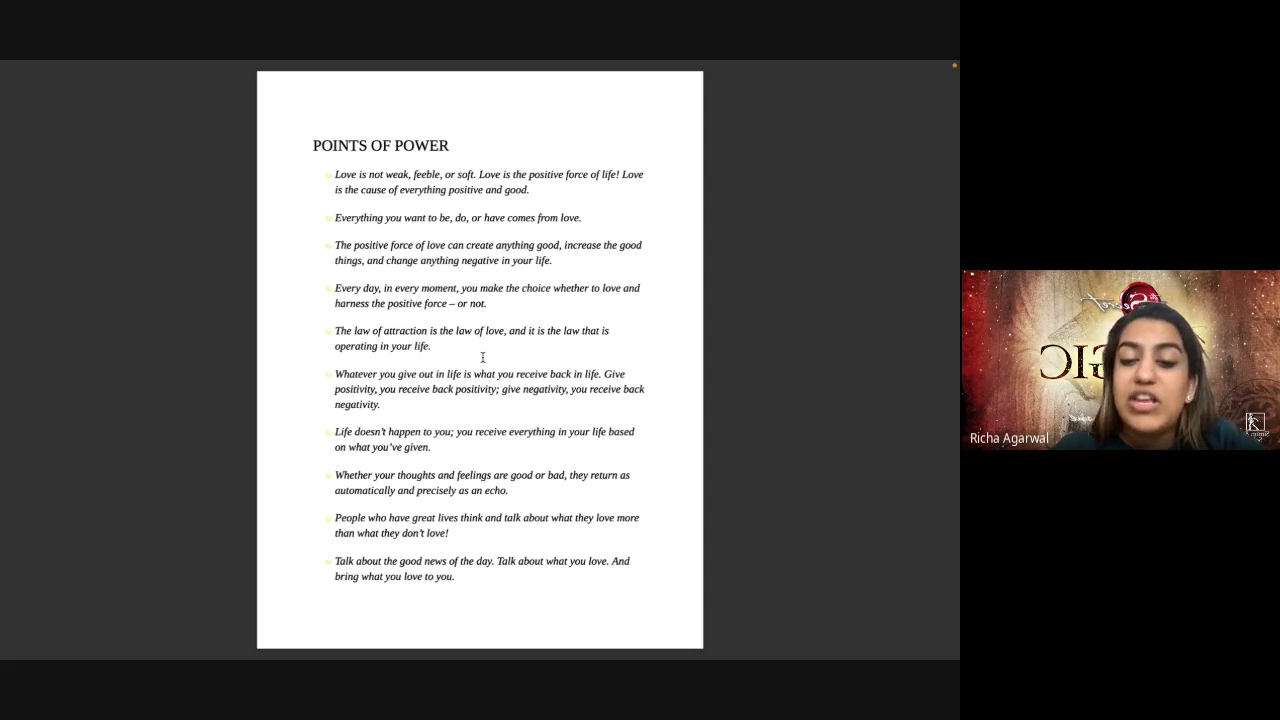 POINTS OF POWER
Love is not weak, feeble, or soft. Love is the positive force of life! Love
is the cause of everything positive and good.
Everything you want to be, do, or have comes from love.
The positive force of love can create anything good, increase the good
things, and change anything negative in your life.
Every day, in every moment, you make the choice whether to love and
harness the positive force – or not.
The law of attraction is the law of love, and it is the law that is
operating in your life.
Whatever you give out in life is what you receive back in life. Give
positivity, you receive back positivity; give negativity, you receive back
negativity.
Life doesn't happen to you; you receive everything in your life based
on what you've given.
Whether your thoughts and feelings are good or bad, they return as
automatically and precisely as an echo.
People who have great lives think and talk about what they love more
than what they don't love!
Talk about the good news of the day. Talk about what you love. And
bring what you love to you.
Richa Agarwal